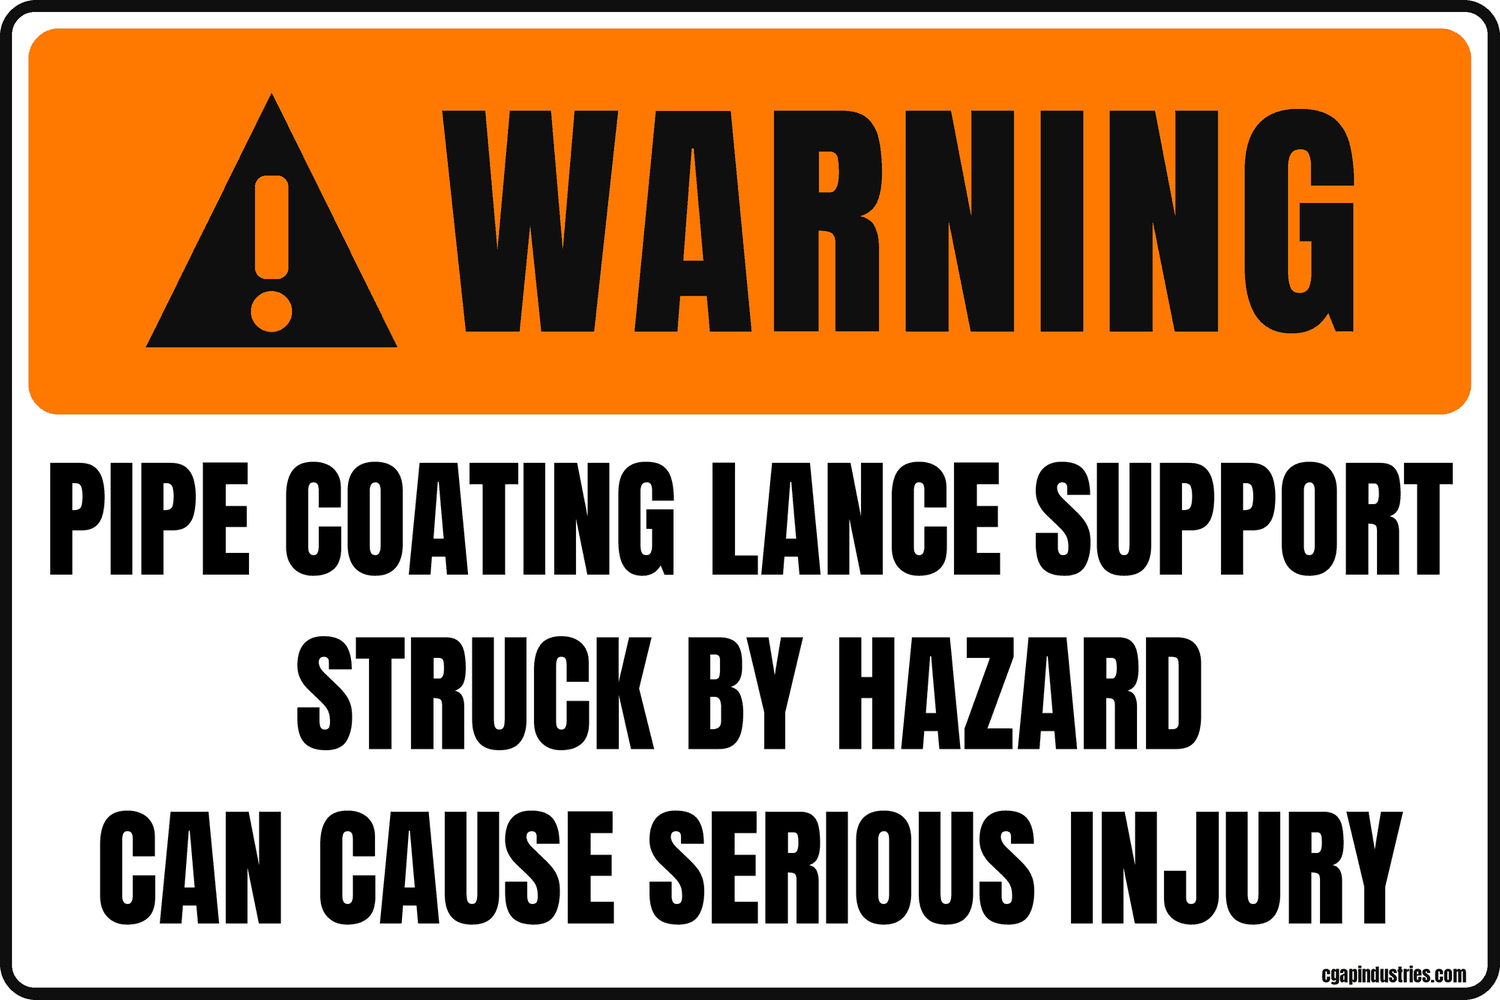 WARNING
PIPE COATING LANCE SUPPORT
STRUCK BY HAZARD
CAN CAUSE SERIOUS INJURY
cgapindustries.com